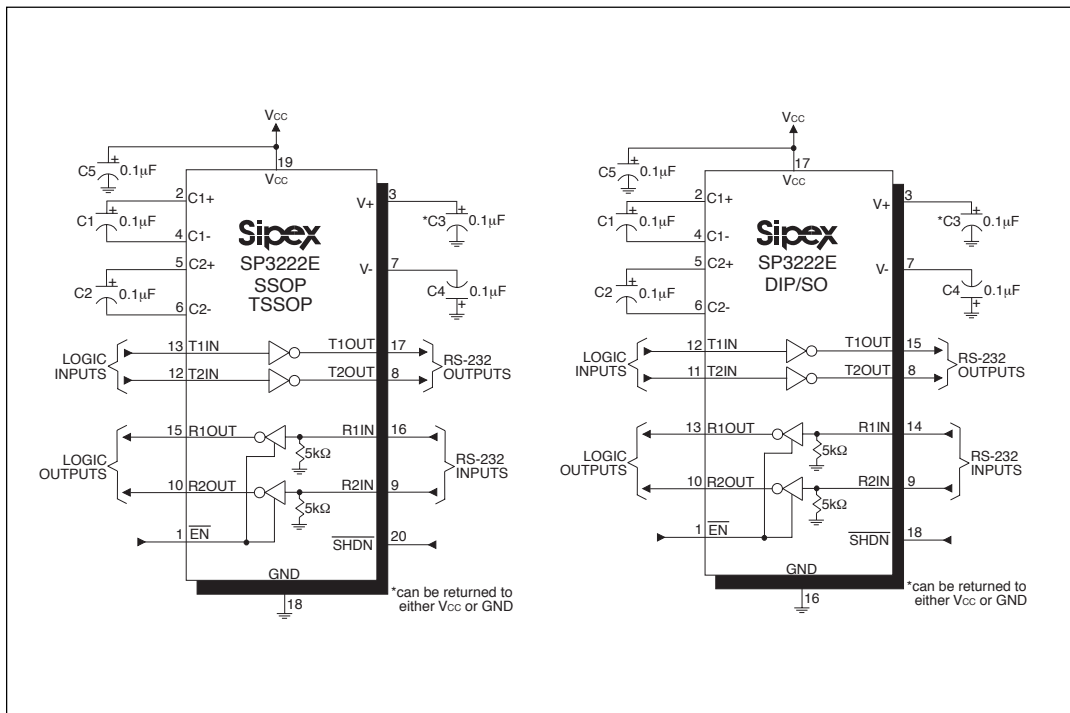 VCC
19
VCC
C5
+
0.1µF
2
C1+
C1
+
0.1µF
4
C1-
5
C2+
C2
+
0.1µF
6
C2-
Sipex
SP3222E
SSOP
TSSOP
V+
3
*C3
+
0.1µF
V-
7
C4
0.1µF
+
LOGIC
INPUTS
13
T1IN
T1OUT
17
12
T2IN
T2OUT
8
RS-232
OUTPUTS
LOGIC
OUTPUTS
15
R1OUT
R1IN
16
5kΩ
10
R2OUT
R2IN
9
5kΩ
RS-232
INPUTS
1
EN
SHDN
20
GND
18
*can be returned to
either VCC or GND
VCC
17
VCC
C5
+
0.1µF
2
C1+
C1
+
0.1µF
4
C1-
5
C2+
C2
+
0.1µF
6
C2-
Sipex
SP3222E
DIP/SO
V+
3
*C3
+
0.1µF
V-
7
C4
0.1µF
+
LOGIC
INPUTS
12
T1IN
T1OUT
15
11
T2IN
T2OUT
8
RS-232
OUTPUTS
LOGIC
OUTPUTS
13
R1OUT
R1IN
14
5kΩ
10
R2OUT
R2IN
9
5kΩ
RS-232
INPUTS
1
EN
SHDN
18
GND
16
*can be returned to
either VCC or GND